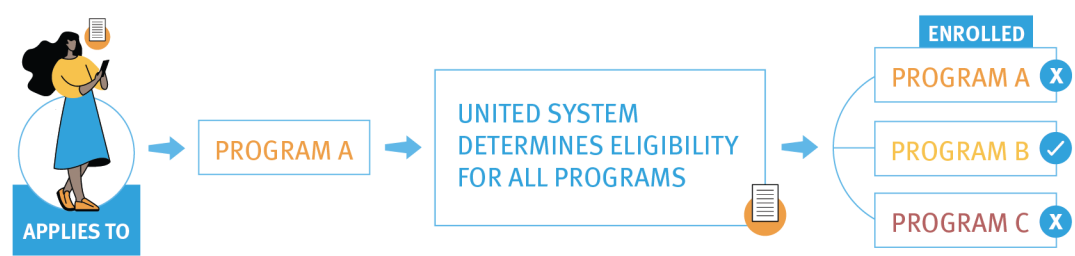 APPLIES TO
PROGRAM A
UNITED SYSTEM
DETERMINES ELIGIBILITY
FOR ALL PROGRAMS
ENROLLED
PROGRAM A X
PROGRAM B
PROGRAM C X